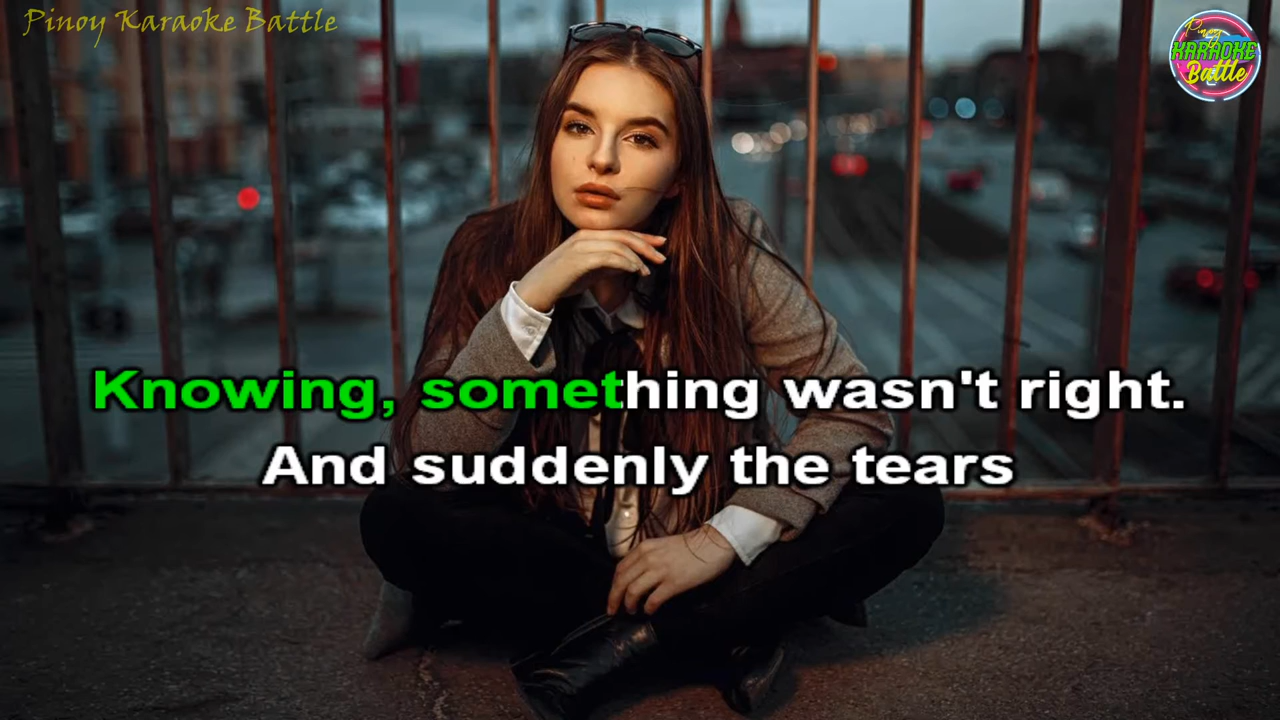 Pinoy Karaoke Battle
Pinoy
KARAOKE
Battle
Knowing, something wasn't right.
And suddenly the tears